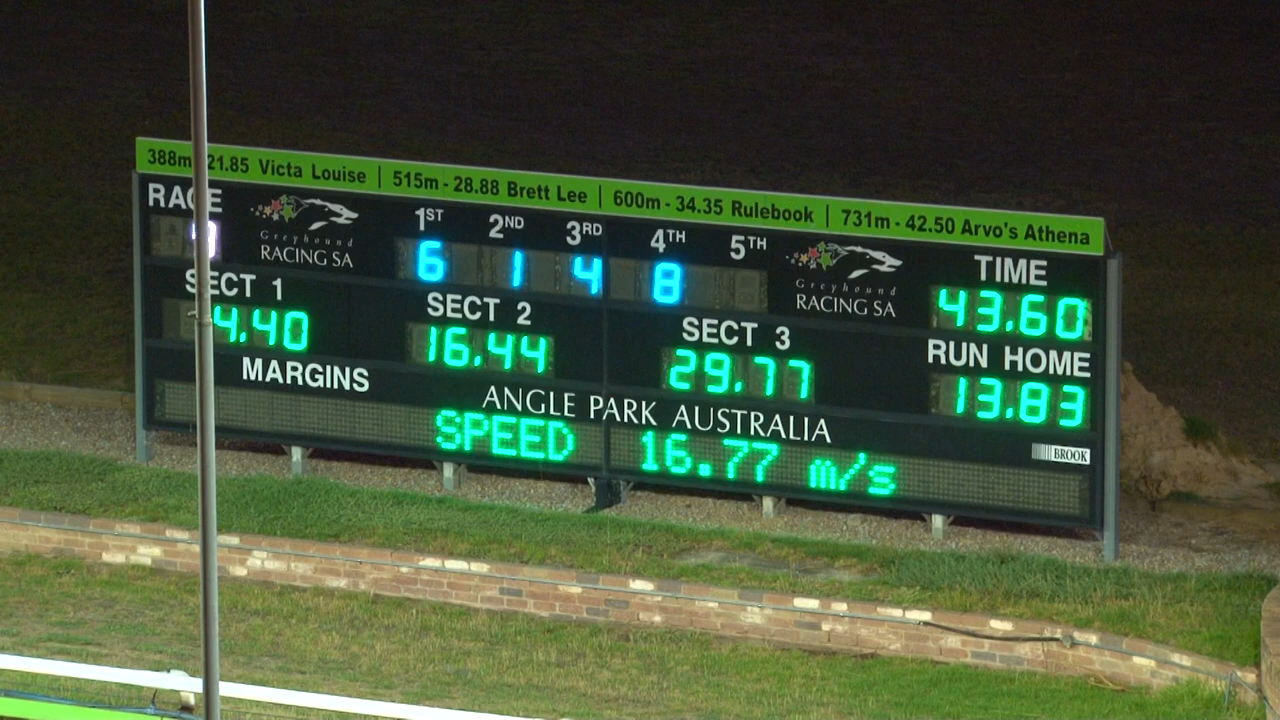 388m 21.85 Victa Louise | 515m - 28.88 Brett Lee | 600m - 34.35 Rulebook | 731m - 42.50 Arvo's Athena
RACE
Greyhound
RACING SA
1ST 2ND 3RD 4TH 5TH
6 1 4 8
Greyhound
RACING SA
TIME
43.60
SECT 1
4.40
SECT 2
16.44
SECT 3
29.77
RUN HOME
13.83
MARGINS
ANGLE PARK AUSTRALIA
SPEED 16.77 m/s
BROOK